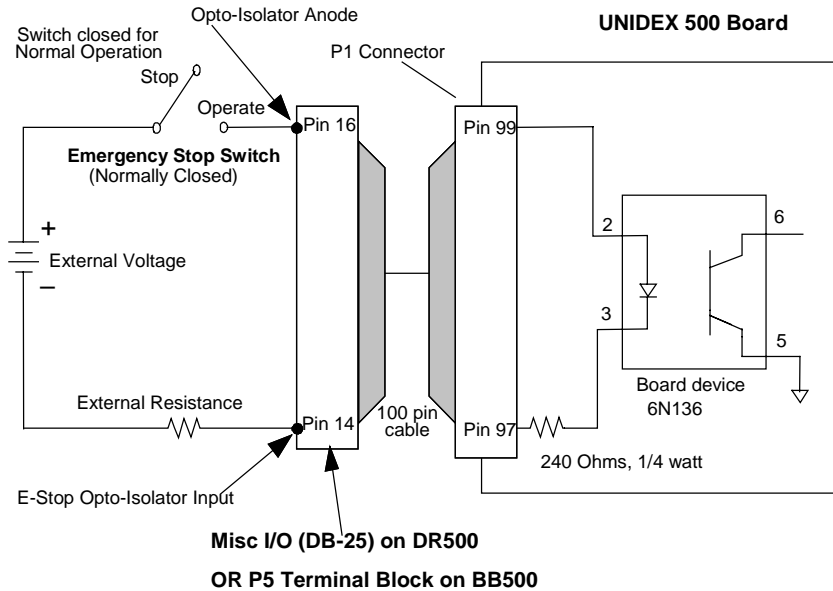 Opto-Isolator Anode
UNIDEX 500 Board
Switch closed for
Normal Operation
P1 Connector
Stop
Operate
Pin 16
Pin 99
Emergency Stop Switch
(Normally Closed)
2
6
+
External Voltage
−
3
5
Board device
6N136
External Resistance
Pin 14
100 pin
cable
Pin 97
240 Ohms, 1/4 watt
E-Stop Opto-Isolator Input
Misc I/O (DB-25) on DR500
OR P5 Terminal Block on BB500